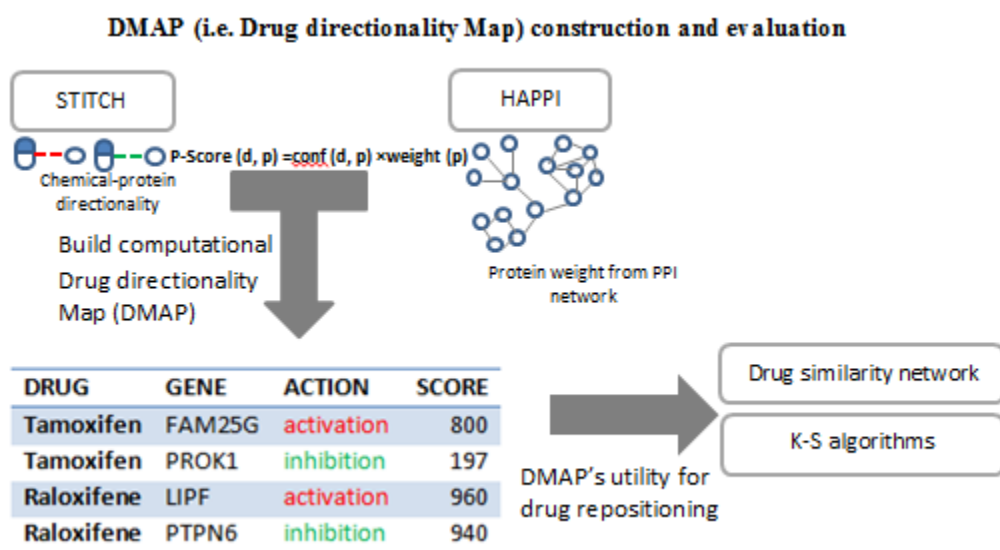 DMAP (i.e. Drug directionality Map) construction and evaluation
STITCH
HAPPI
P-Score (d, p) =conf (d, p) ×weight (p)
Chemical-protein
directionality
Build computational
Drug directionality
Map (DMAP)
Protein weight from PPI
network
DRUG GENE ACTION SCORE
Tamoxifen FAM25G activation 800
Tamoxifen PROK1 inhibition 197
Raloxifene LIPF activation 960
Raloxifene PTPN6 inhibition 940
DMAP's utility for
drug repositioning
Drug similarity network
K-S algorithms